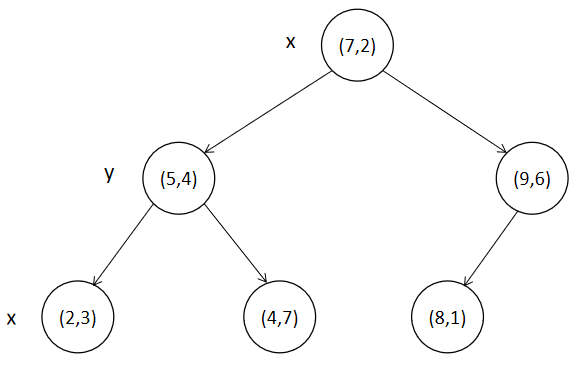 x (7,2)
y (5,4) (9,6)
x (2,3) (4,7) (8,1)